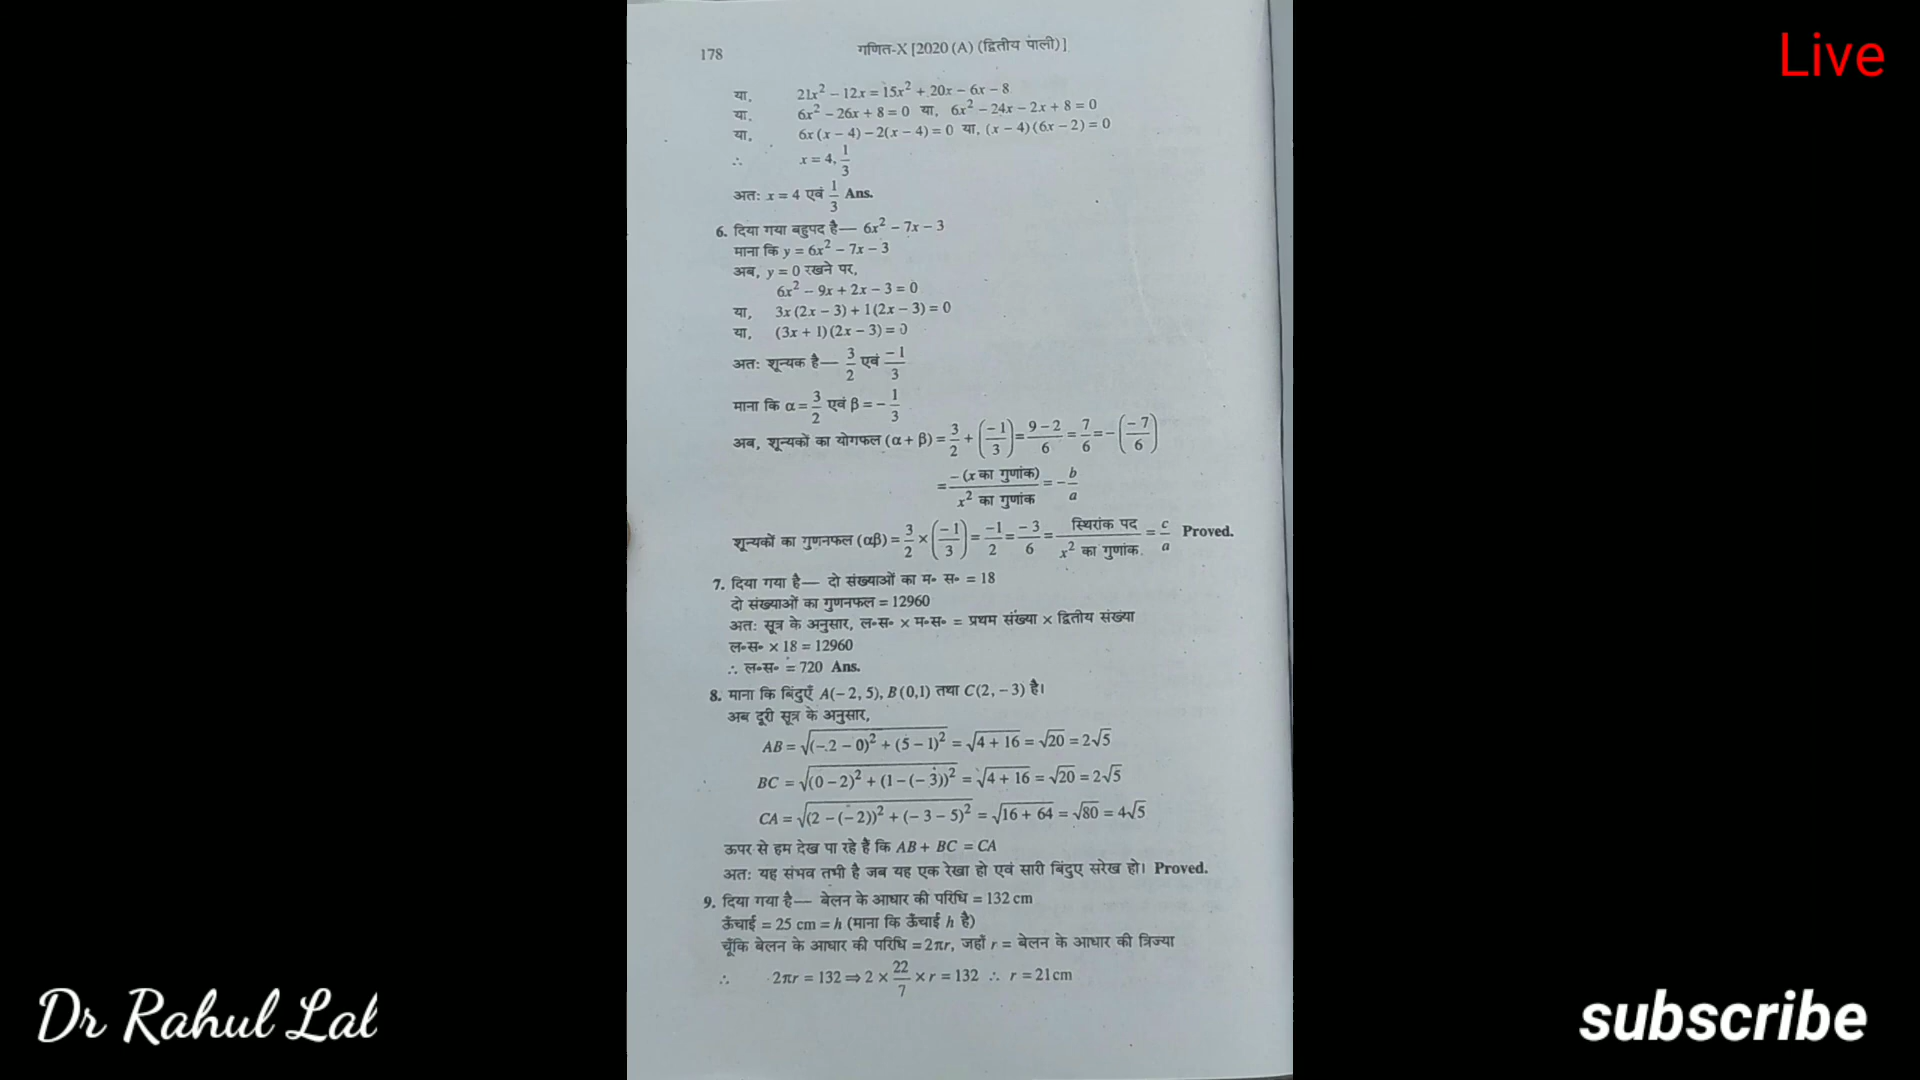 178
गणित-X [2020 (A) (द्वितीय पाली)]
Live
या, 21x² – 12x = 15x² + 20x – 6x – 8
या, 6x² – 26x + 8 = 0 या, 6x² – 24x – 2x + 8 = 0
या, 6x (x – 4) – 2(x – 4) = 0 या, (x – 4) (6x – 2) = 0
∴ x = 4, 1/3
अतः x = 4 एवं 1/3 Ans.
6. दिया गया बहुपद है— 6x² – 7x – 3
माना कि y = 6x² – 7x – 3
अब, y = 0 रखने पर,
6x² – 9x + 2x – 3 = 0
या, 3x (2x – 3) + 1 (2x – 3) = 0
या, (3x + 1) (2x – 3) = 0
अतः शून्यक है— 3/2 एवं –1/3
माना कि α = 3/2 एवं β = – 1/3
अब, शून्यकों का योगफल (α + β) = 3/2 + (–1/3) = 9 – 2/6 = 7/6 = – (–7/6)
= – (x का गुणांक)/x² का गुणांक = – b/a
शून्यकों का गुणनफल (αβ) = 3/2 × (–1/3) = –1/2 = –3/6 = स्थिरांक पद/x² का गुणांक. = c/a Proved.
7. दिया गया है— दो संख्याओं का म॰ स॰ = 18
दो संख्याओं का गुणनफल = 12960
अतः सूत्र के अनुसार, ल॰स॰ × म॰स॰ = प्रथम संख्या × द्वितीय संख्या
ल॰स॰ × 18 = 12960
∴ ल॰स॰ = 720 Ans.
8. माना कि बिंदुएँ A(– 2, 5), B (0,1) तथा C(2, – 3) है।
अब दूरी सूत्र के अनुसार,
AB = √(–2 – 0)² + (5 – 1)² = √4 + 16 = √20 = 2√5
BC = √(0 – 2)² + (1 – (– 3))² = √4 + 16 = √20 = 2√5
CA = √(2 – (– 2))² + (– 3 – 5)² = √16 + 64 = √80 = 4√5
ऊपर से हम देख पा रहे हैं कि AB + BC = CA
अतः यह संभव तभी है जब यह एक रेखा हो एवं सारी बिंदुए सरेख हो। Proved.
9. दिया गया है— बेलन के आधार की परिधि = 132 cm
ऊँचाई = 25 cm = h (माना कि ऊँचाई h है)
चूँकि बेलन के आधार की परिधि = 2πr, जहाँ r = बेलन के आधार की त्रिज्या
∴ 2πr = 132 ⇒ 2 × 22/7 × r = 132 ∴ r = 21 cm
Dr Rahul Lal
subscribe